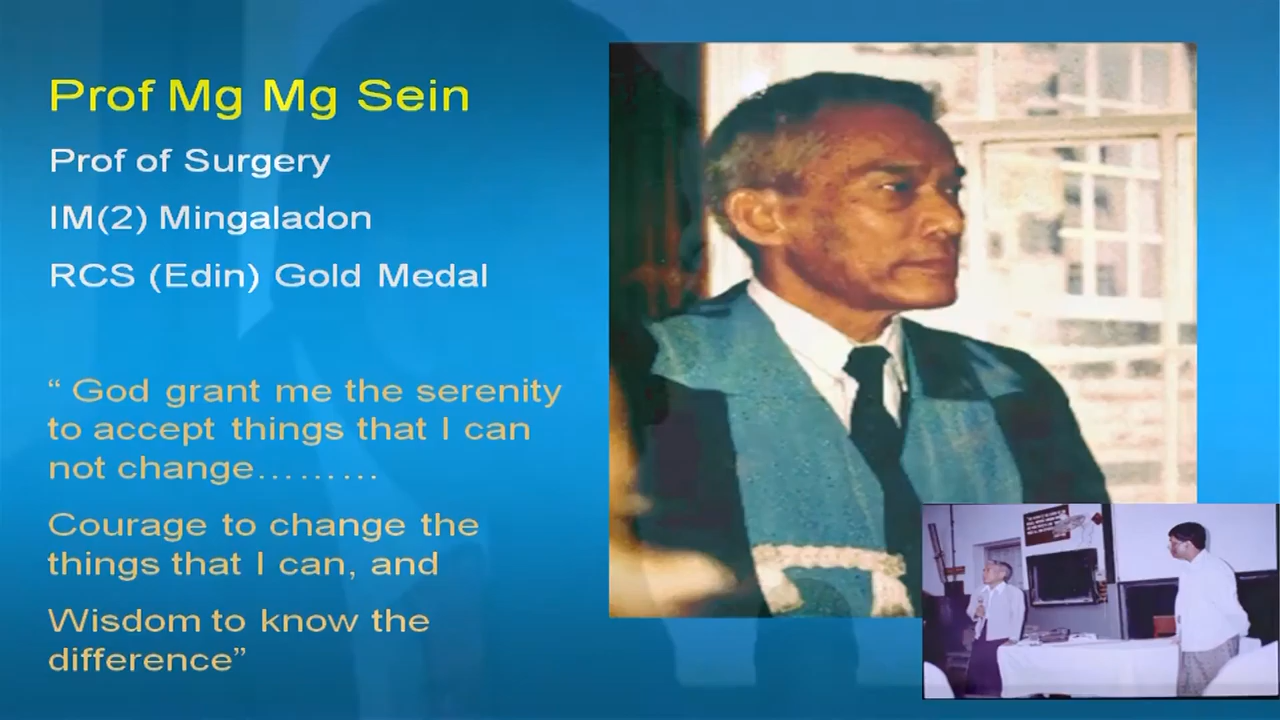 Prof Mg Mg Sein
Prof of Surgery
IM(2) Mingaladon
RCS (Edin) Gold Medal
“ God grant me the serenity
to accept things that I can
not change………
Courage to change the
things that I can, and
Wisdom to know the
difference”